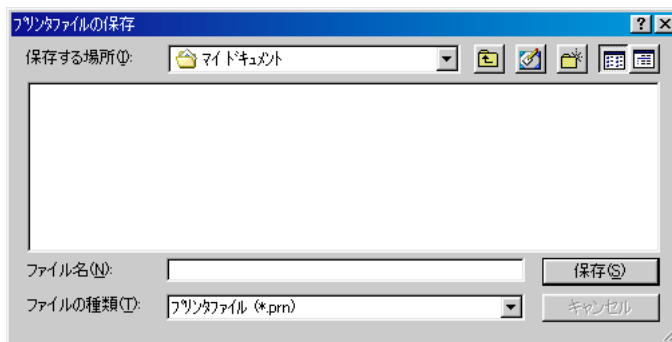 プリンタファイルの保存
保存する場所(I):
マイ ドキュメント
ファイル名(N):
保存(S)
ファイルの種類(T):
プリンタファイル (*.prn)
キャンセル